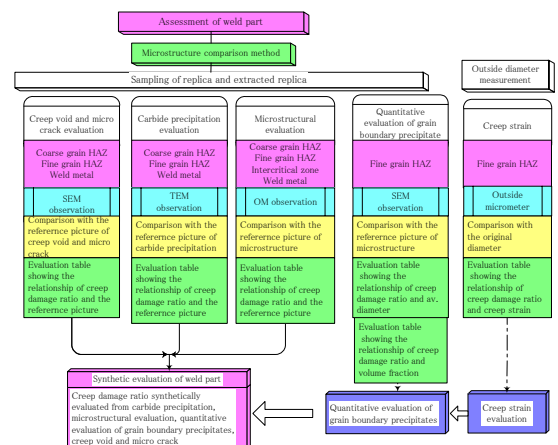 Assessment of weld part
Microstructure comparison method
Sampling of replica and extracted replica
Outside diameter
measurement
Creep void and micro
crack evaluation
Carbide precipitation
evaluation
Microstructural
evaluation
Quantitative
evaluation of grain
boundary precipitate
Creep strain
Coarse grain HAZ
Fine grain HAZ
Weld metal
Coarse grain HAZ
Fine grain HAZ
Weld metal
Coarse grain HAZ
Fine grain HAZ
Intercritical zone
Weld metal
Fine grain HAZ
Fine grain HAZ
SEM
observation
TEM
observation
OM observation
SEM
observation
Outside
micrometer
Comparison with the
refernce picture of
creep void and micro
crack
Comparison with the
refernce picture of
carbide precipitation
Comparison with the
refernce picture of
microstructure
Comparison with the
refernce picture of
microstructure
Comparison with
the original
diameter
Evaluation table
showing the
relationship of creep
damage ratio and the
referernce picture
Evaluation table
showing the
relationship of creep
damage ratio and the
referernce picture
Evaluation table
showing the
relationship of creep
damage ratio and the
referernce picture
Evaluation table
showing the
relationship of creep
damage ratio and av.
diameter
Evaluation table
showing the
relationship of
creep damage ratio
and creep strain
Evaluation table
showing the
relationship of creep
damage ratio and
volume fraction
Synthetic evaluation of weld part
Creep damage ratio synthetically
evaluated from carbide precipitation,
microstructural evaluation, quantitative
evaluation of grain boundary precipitates,
creep void and micro crack
Quantitative evaluation of
grain boundary precipitates
Creep strain
evaluation